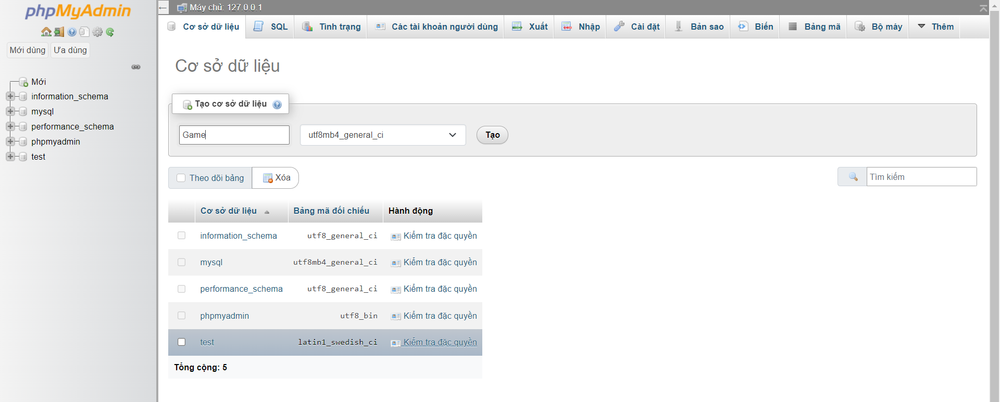 phpMyAdmin
Mới dùng Ưa dùng
Mới
information_schema
mysql
performance_schema
phpmyadmin
test
Máy chủ: 127.0.0.1
Cơ sở dữ liệu SQL Tình trạng Các tài khoản người dùng Xuất Nhập Cài đặt Bản sao Biến Bảng mã Bộ máy Thêm
Cơ sở dữ liệu
Tạo cơ sở dữ liệu
Game utf8mb4_general_ci Tạo
Theo dõi bảng Xóa Tìm kiếm
Cơ sở dữ liệu Bảng mã đối chiếu Hành động
information_schema utf8_general_ci Kiểm tra đặc quyền
mysql utf8mb4_general_ci Kiểm tra đặc quyền
performance_schema utf8_general_ci Kiểm tra đặc quyền
phpmyadmin utf8_bin Kiểm tra đặc quyền
test latin1_swedish_ci Kiểm tra đặc quyền
Tổng cộng: 5